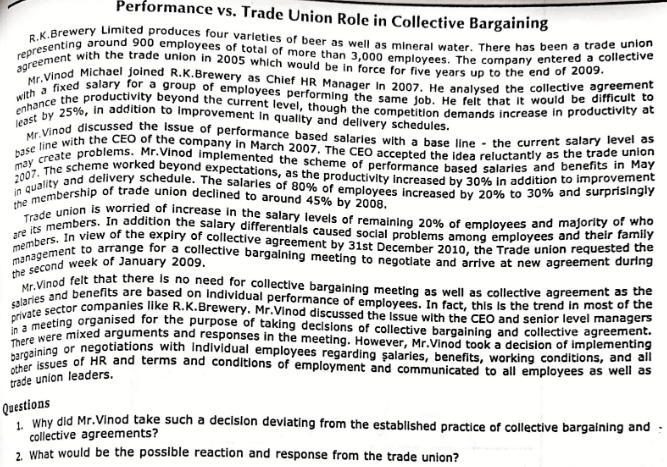 Performance vs. Trade Union Role in Collective Bargaining
R.K.Brewery Limited produces four varieties of beer as well as mineral water. There has been a trade union
representing around 900 employees of total of more than 3,000 employees. The company entered a collective
agreement with the trade union in 2005 which would be in force for five years up to the end of 2009.
Mr.Vinod Michael joined R.K.Brewery as Chief HR Manager in 2007. He analysed the collective agreement
with a fixed salary for a group of employees performing the same job. He felt that it would be difficult to
enhance the productivity beyond the current level, though the competition demands increase in productivity at
least by 25%, in addition to improvement in quality and delivery schedules.
Mr.Vinod discussed the issue of performance based salaries with a base line - the current salary level as
base line with the CEO of the company in March 2007. The CEO accepted the idea reluctantly as the trade union
may create problems. Mr.Vinod implemented the scheme of performance based salaries and benefits in May
2007. The scheme worked beyond expectations, as the productivity increased by 30% in addition to improvement
in quality and delivery schedule. The salaries of 80% of employees increased by 20% to 30% and surprisingly
the membership of trade union declined to around 45% by 2008.
Trade union is worried of increase in the salary levels of remaining 20% of employees and majority of who
are its members. In addition the salary differentials caused social problems among employees and their family
members. In view of the expiry of collective agreement by 31st December 2010, the Trade union requested the
management to arrange for a collective bargaining meeting to negotiate and arrive at new agreement during
the second week of January 2009.
Mr.Vinod felt that there is no need for collective bargaining meeting as well as collective agreement as the
salaries and benefits are based on individual performance of employees. In fact, this is the trend in most of the
private sector companies like R.K.Brewery. Mr.Vinod discussed the issue with the CEO and senior level managers
in a meeting organised for the purpose of taking decisions of collective bargaining and collective agreement.
There were mixed arguments and responses in the meeting. However, Mr.Vinod took a decision of implementing
bargaining or negotiations with individual employees regarding salaries, benefits, working conditions, and all
other issues of HR and terms and conditions of employment and communicated to all employees as well as
trade union leaders.
Questions
1. Why did Mr.Vinod take such a decision deviating from the established practice of collective bargaining and
collective agreements?
2. What would be the possible reaction and response from the trade union?